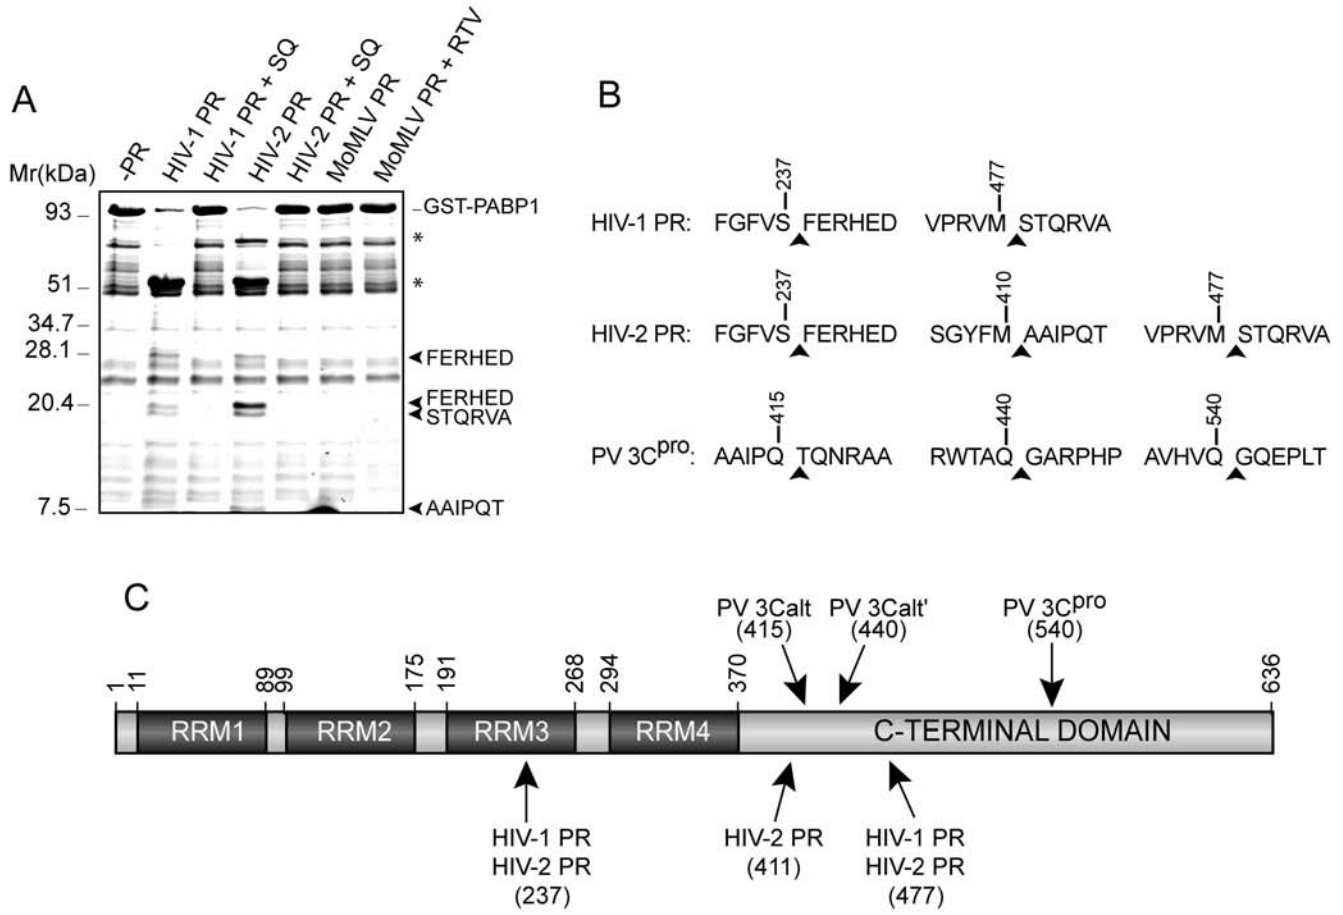 A
-PR
HIV-1 PR
HIV-1 PR + SQ
HIV-2 PR
HIV-2 PR + SQ
MoMLV PR
MoMLV PR + RTV
Mr(kDa)
93
51
34.7
28.1
20.4
7.5
GST-PABP1
*
*
FERHED
FERHED
STQRVA
AAIPQT
B
237
477
HIV-1 PR: FGFVS FERHED VPRVM STQRVA
237
410
477
HIV-2 PR: FGFVS FERHED SGYFM AAIPQT VPRVM STQRVA
415
440
540
PV 3Cpro: AAIPQ TQNRAA RWTAQ GARPHP AVHVQ GQEPLT
C
PV 3Calt PV 3Calt' PV 3Cpro
(415) (440) (540)
1 11 89 99 175 191 268 294 370 636
RRM1 RRM2 RRM3 RRM4 C-TERMINAL DOMAIN
HIV-1 PR HIV-2 PR HIV-1 PR
HIV-2 PR (411) HIV-2 PR
(237) (477)